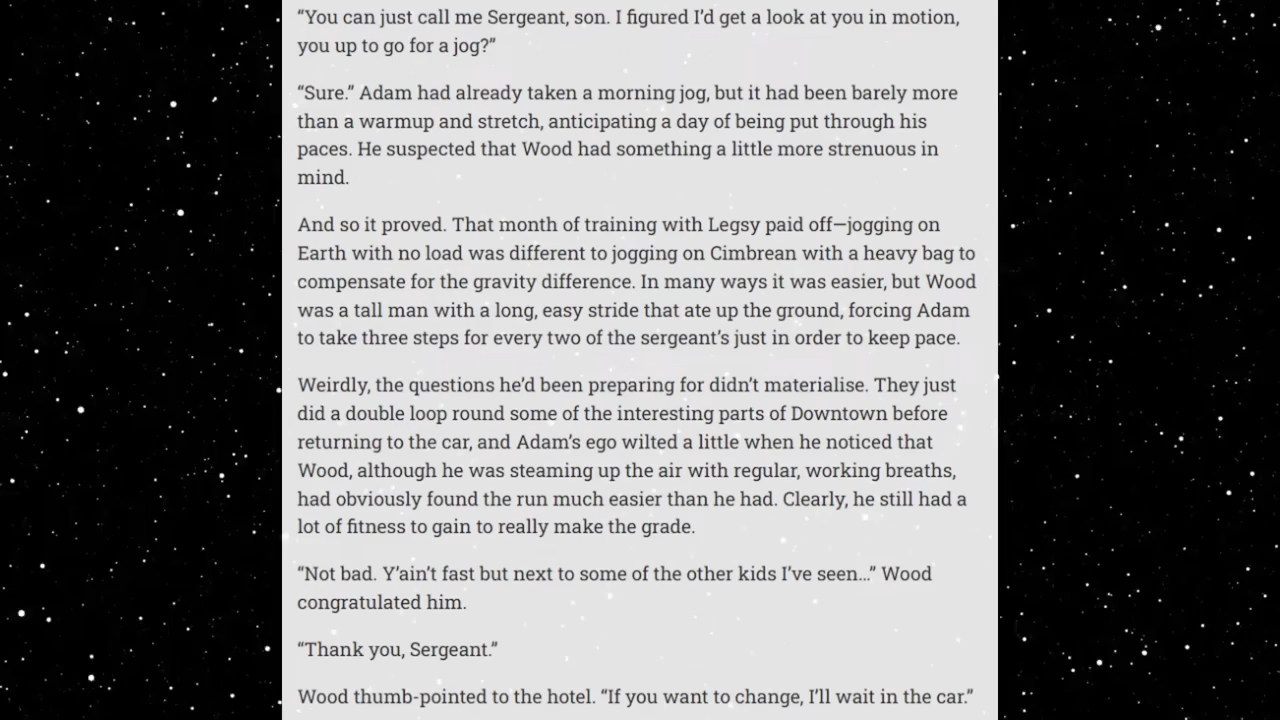 “You can just call me Sergeant, son. I figured I’d get a look at you in motion,
you up to go for a jog?”
“Sure.” Adam had already taken a morning jog, but it had been barely more
than a warmup and stretch, anticipating a day of being put through his
paces. He suspected that Wood had something a little more strenuous in
mind.
And so it proved. That month of training with Legsy paid off—jogging on
Earth with no load was different to jogging on Cimbrean with a heavy bag to
compensate for the gravity difference. In many ways it was easier, but Wood
was a tall man with a long, easy stride that ate up the ground, forcing Adam
to take three steps for every two of the sergeant’s just in order to keep pace.
Weirdly, the questions he’d been preparing for didn’t materialise. They just
did a double loop round some of the interesting parts of Downtown before
returning to the car, and Adam’s ego wilted a little when he noticed that
Wood, although he was steaming up the air with regular, working breaths,
had obviously found the run much easier than he had. Clearly, he still had a
lot of fitness to gain to really make the grade.
“Not bad. Y’ain’t fast but next to some of the other kids I’ve seen…” Wood
congratulated him.
“Thank you, Sergeant.”
Wood thumb-pointed to the hotel. “If you want to change, I’ll wait in the car.”